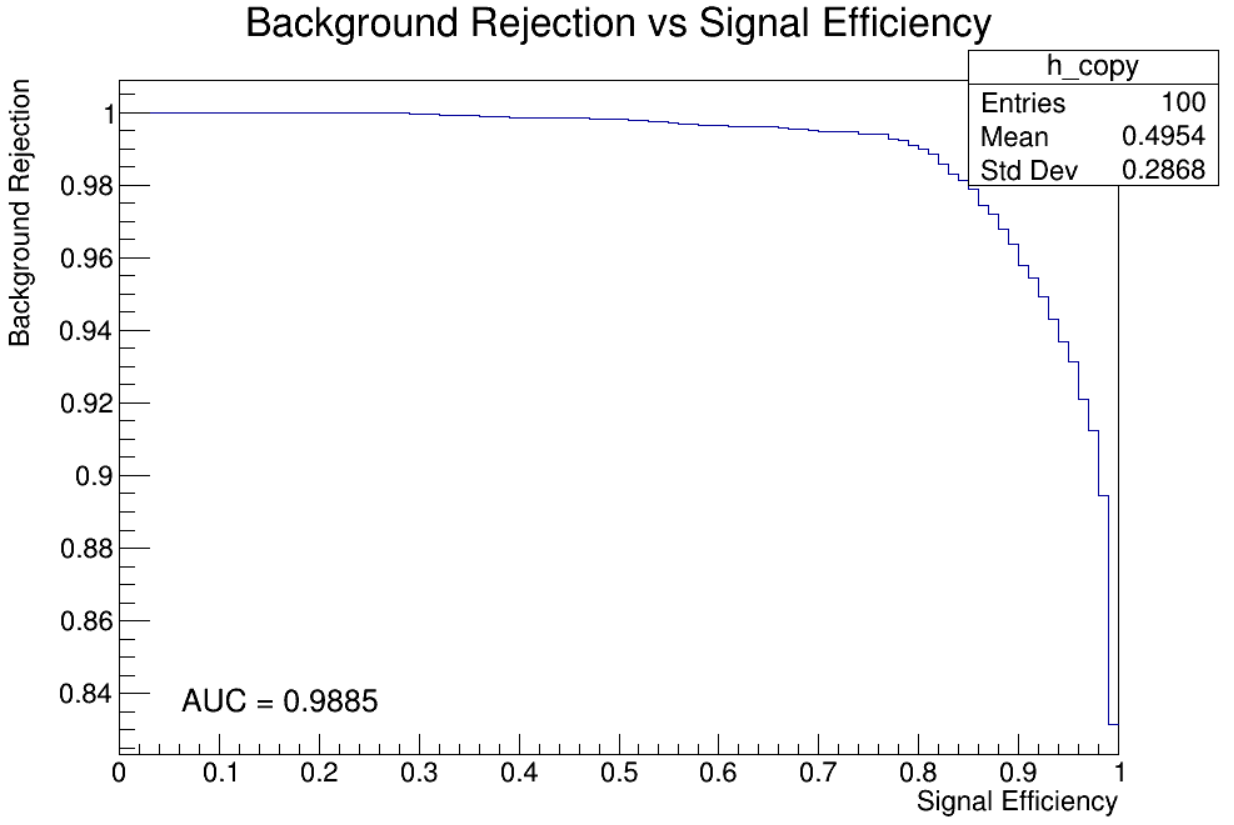 Background Rejection vs Signal Efficiency
h_copy
Entries 100
Mean 0.4954
Std Dev 0.2868
Background Rejection
1
0.98
0.96
0.94
0.92
0.9
0.88
0.86
0.84
AUC = 0.9885
0 0.1 0.2 0.3 0.4 0.5 0.6 0.7 0.8 0.9 1
Signal Efficiency